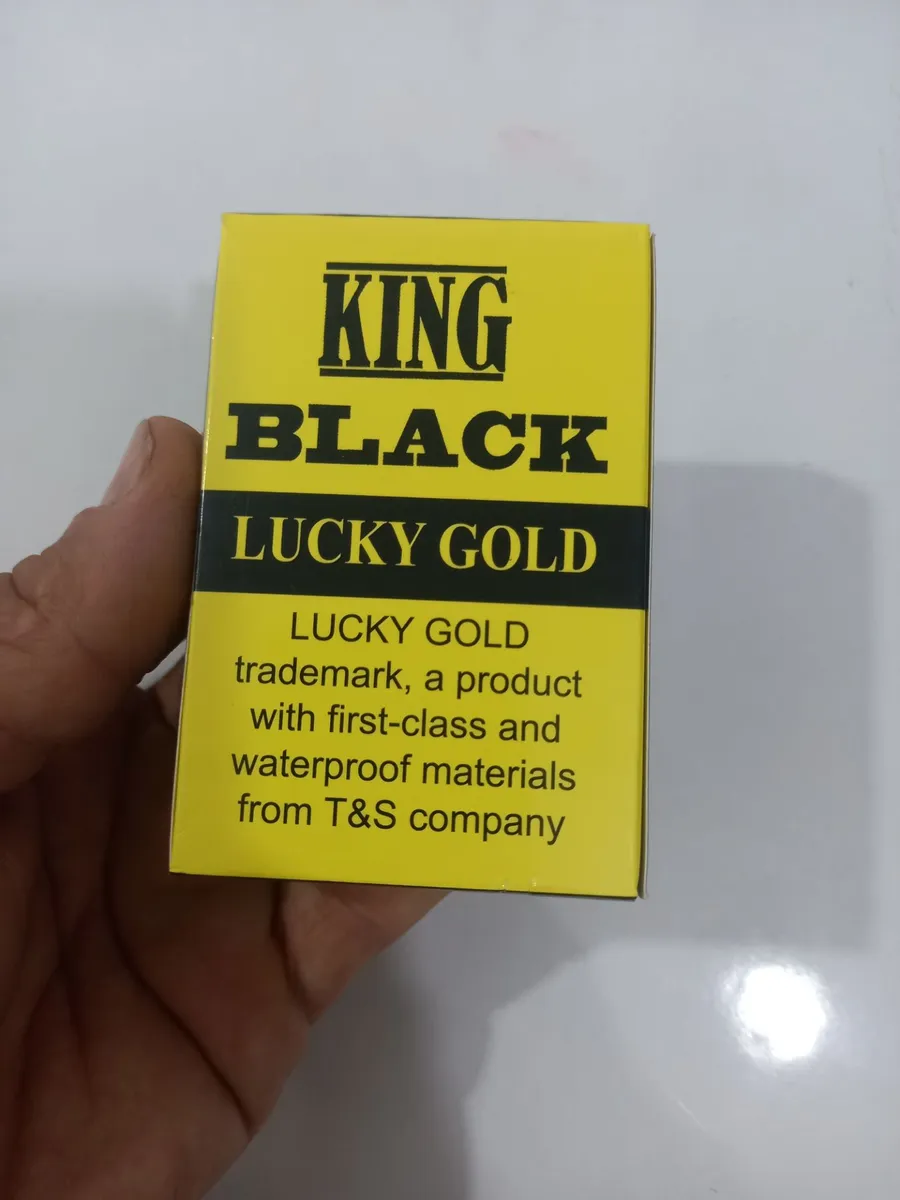 KING
BLACK
LUCKY GOLD
LUCKY GOLD
trademark, a product
with first-class and
waterproof materials
from T&S company